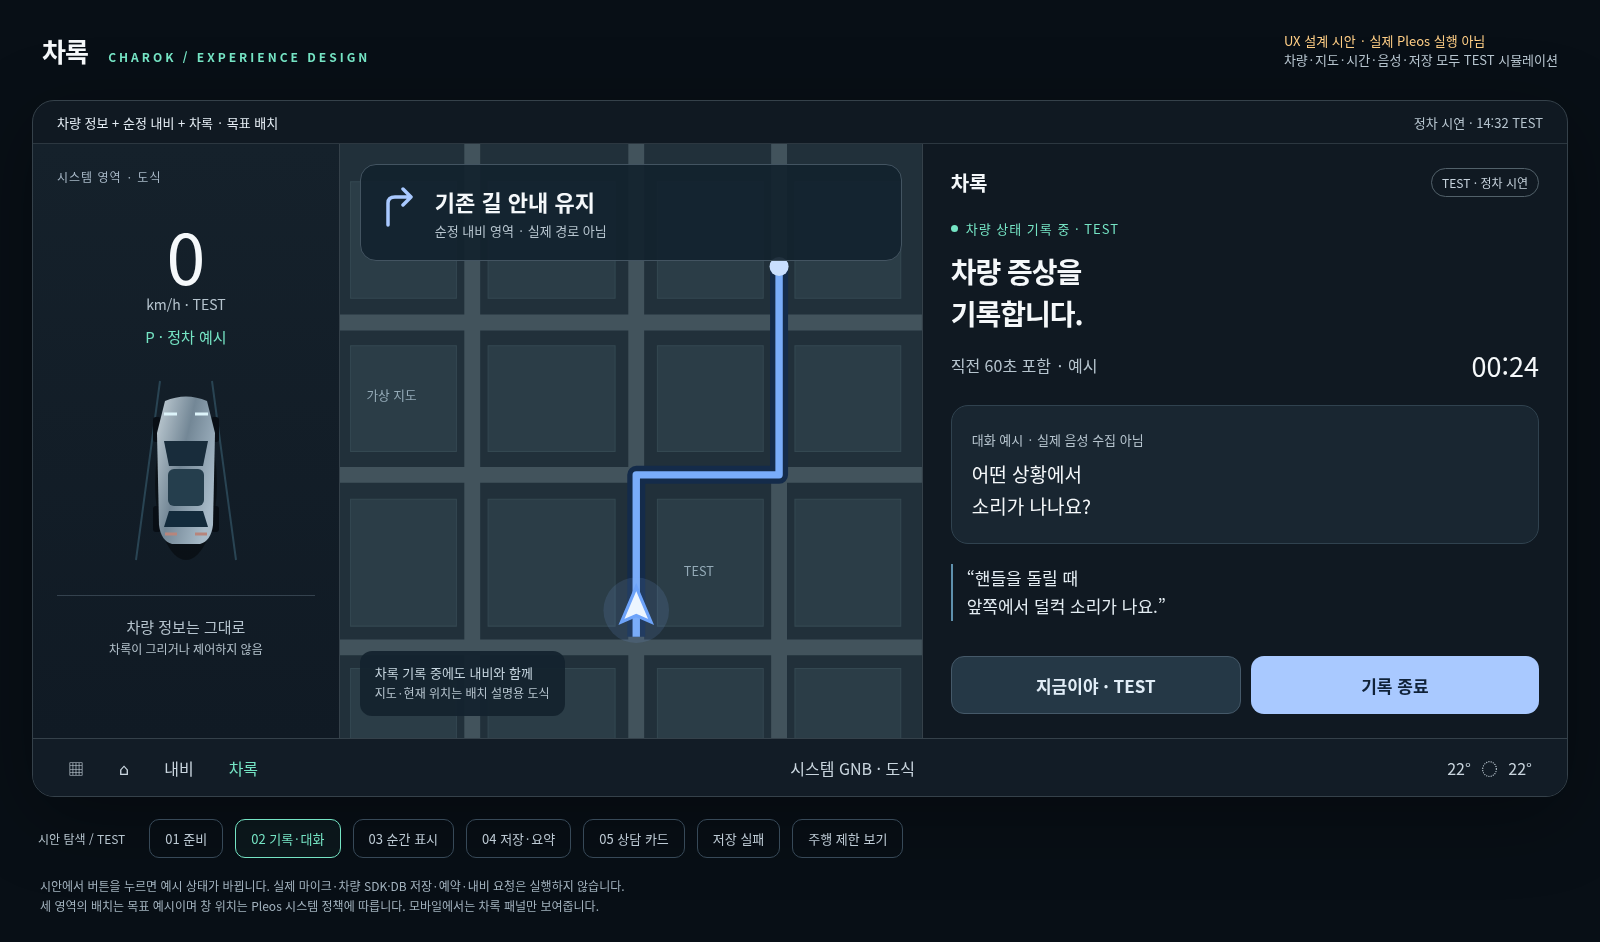 차록 CHAROK / EXPERIENCE DESIGN
UX 설계 시안 · 실제 Pleos 실행 아님
차량·지도·시간·음성·저장 모두 TEST 시뮬레이션
차량 정보 + 순정 내비 + 차록 · 목표 배치
정차 시연 · 14:32 TEST
시스템 영역 · 도식
0
km/h · TEST
P · 정차 예시
차량 정보는 그대로
차록이 그리거나 제어하지 않음
기존 길 안내 유지
순정 내비 영역 · 실제 경로 아님
가상 지도
TEST
차록 기록 중에도 내비와 함께
지도·현재 위치는 배치 설명용 도식
차록
TEST · 정차 시연
차량 상태 기록 중 · TEST
차량 증상을
기록합니다.
직전 60초 포함 · 예시
00:24
대화 예시 · 실제 음성 수집 아님
어떤 상황에서
소리가 나나요?
“핸들을 돌릴 때
앞쪽에서 덜컥 소리가 나요.”
지금이야 · TEST
기록 종료
내비
차록
시스템 GNB · 도식
22° 22°
시안 탐색 / TEST
01 준비
02 기록·대화
03 순간 표시
04 저장·요약
05 상담 카드
저장 실패
주행 제한 보기
시안에서 버튼을 누르면 예시 상태가 바뀝니다. 실제 마이크·차량 SDK·DB 저장·예약·내비 요청은 실행하지 않습니다.
세 영역의 배치는 목표 예시이며 창 위치는 Pleos 시스템 정책에 따릅니다. 모바일에서는 차록 패널만 보여줍니다.